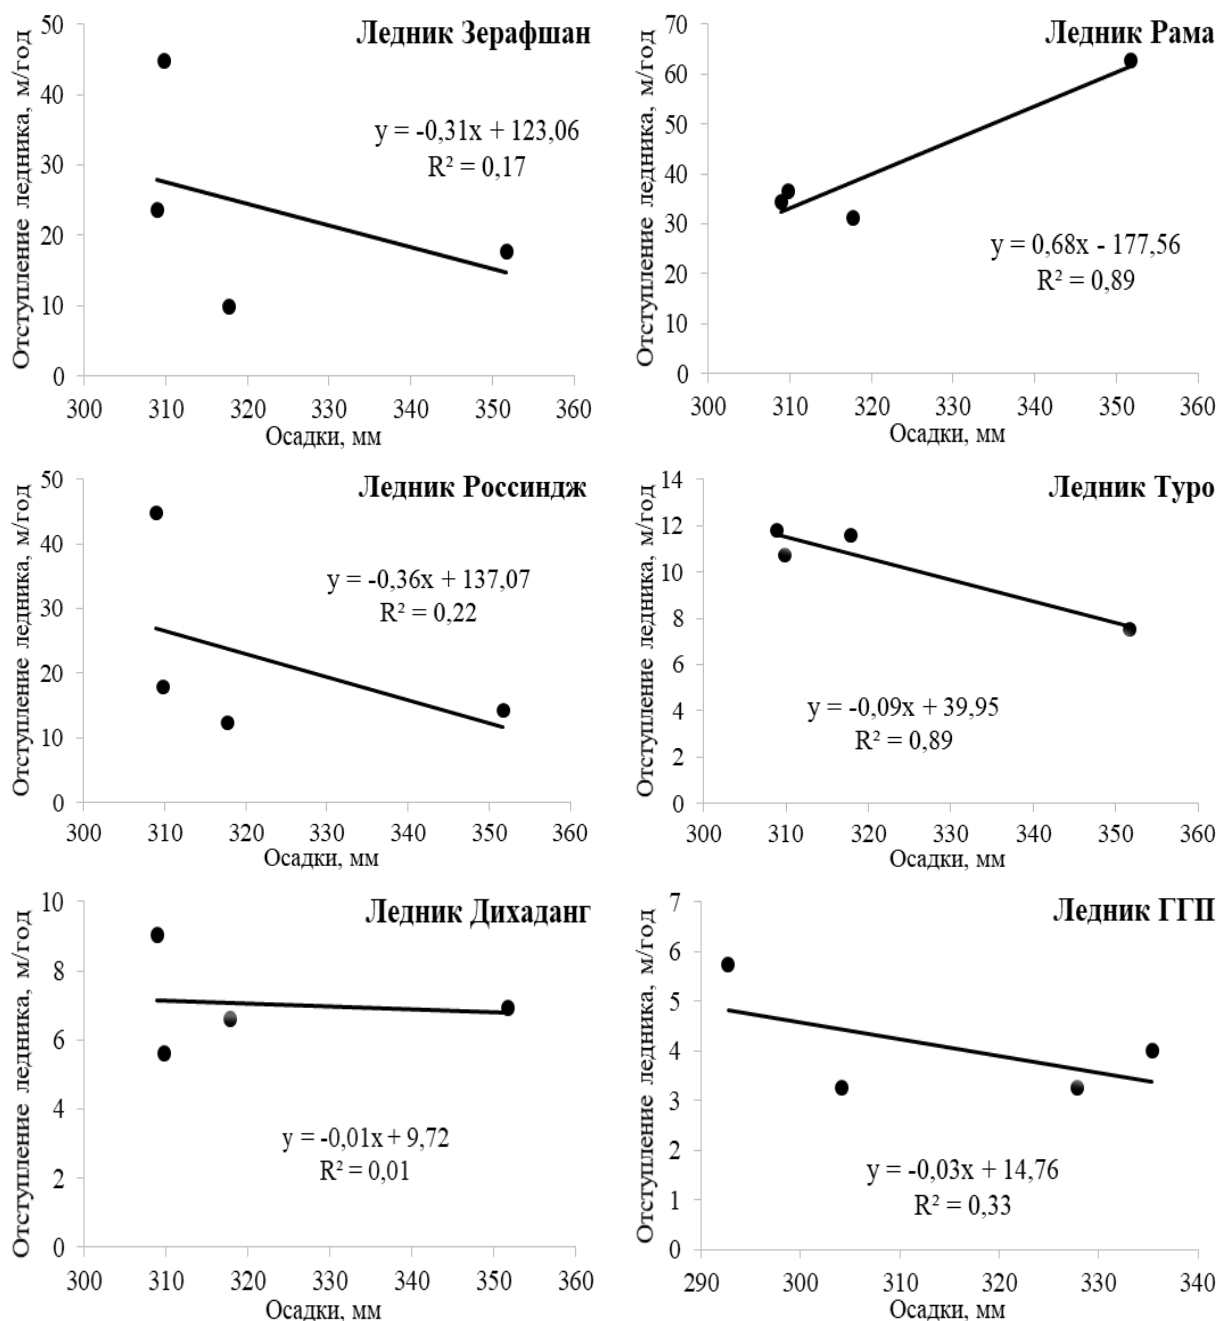 Ледник Зерафшан
Отступление ледника, м/год
50
40
30
20
10
0
y = -0,31x + 123,06
R² = 0,17
300 310 320 330 340 350 360
Осадки, мм
Ледник Рама
Отступление ледника, м/год
70
60
50
40
30
20
10
0
y = 0,68x - 177,56
R² = 0,89
300 310 320 330 340 350 360
Осадки, мм
Ледник Россиндж
Отступление ледника, м/год
50
40
30
20
10
0
y = -0,36x + 137,07
R² = 0,22
300 310 320 330 340 350 360
Осадки, мм
Ледник Туро
Отступление ледника, м/год
14
12
10
8
6
4
2
0
y = -0,09x + 39,95
R² = 0,89
300 310 320 330 340 350 360
Осадки, мм
Ледник Дихаданг
Отступление ледника, м/год
10
8
6
4
2
0
y = -0,01x + 9,72
R² = 0,01
300 310 320 330 340 350 360
Осадки, мм
Ледник ГГП
Отступление ледника, м/год
7
6
5
4
3
2
1
0
y = -0,03x + 14,76
R² = 0,33
290 300 310 320 330 340
Осадки, мм